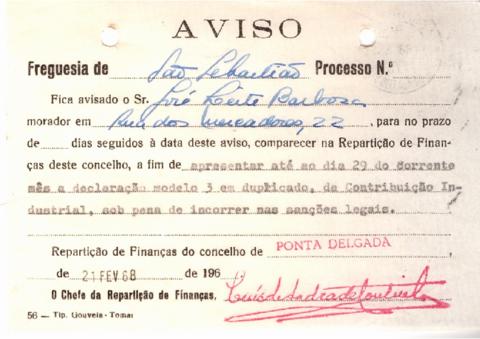 AVISO
Freguesia de São Sebastião Processo N.º
Fica avisado o Sr. José Leite Barbosa
morador em Rua dos Mercadores, 22, para no prazo
de dias seguidos à data deste aviso, comparecer na Repartição de Finan-
ças deste concelho, a fim de apresentar até ao dia 29 do corrente
mês a declaração modelo 3 em duplicado, da Contribuição In-
dustrial, sob pena de incorrer nas sanções legais.
Repartição de Finanças do concelho de PONTA DELGADA
de 21 FEV 68 de 196
O Chefe da Repartição de Finanças,
56 — Tip. Gouveia - Tomar